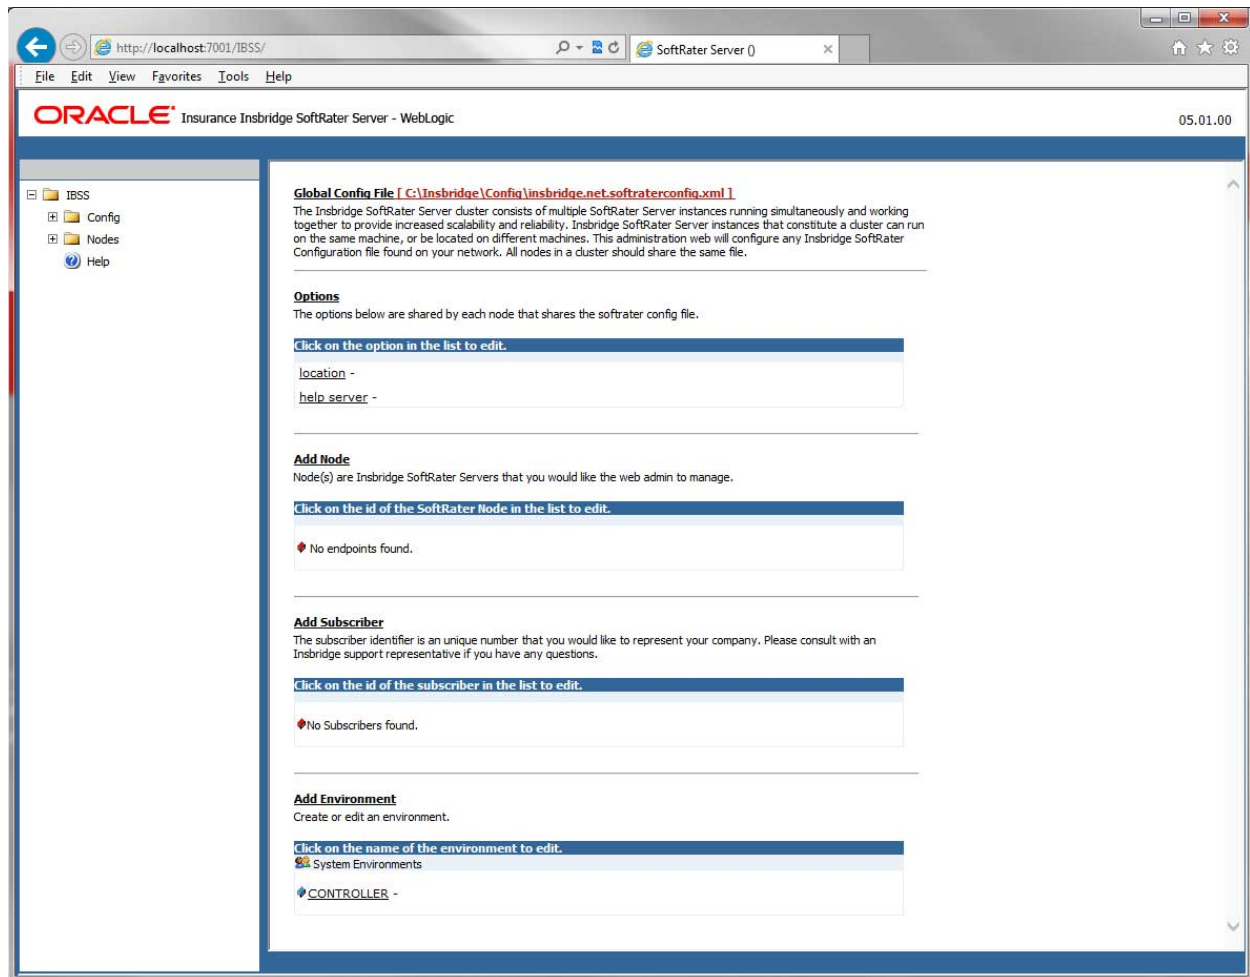 http://localhost:7001/IBSS/
SoftRater Server ()
File Edit View Favorites Tools Help
ORACLE Insurance Insbridge SoftRater Server - WebLogic
05.01.00
IBSS
Config
Nodes
Help
Global Config File [ C:\Insbridge\Config\insbridge.net.softraterconfig.xml ]
The Insbridge SoftRater Server cluster consists of multiple SoftRater Server instances running simultaneously and working
together to provide increased scalability and reliability. Insbridge SoftRater Server instances that constitute a cluster can run
on the same machine, or be located on different machines. This administration web will configure any Insbridge SoftRater
Configuration file found on your network. All nodes in a cluster should share the same file.
Options
The options below are shared by each node that shares the softrater config file.
Click on the option in the list to edit.
location -
help server -
Add Node
Node(s) are Insbridge SoftRater Servers that you would like the web admin to manage.
Click on the id of the SoftRater Node in the list to edit.
No endpoints found.
Add Subscriber
The subscriber identifier is an unique number that you would like to represent your company. Please consult with an
Insbridge support representative if you have any questions.
Click on the id of the subscriber in the list to edit.
No Subscribers found.
Add Environment
Create or edit an environment.
Click on the name of the environment to edit.
System Environments
CONTROLLER -